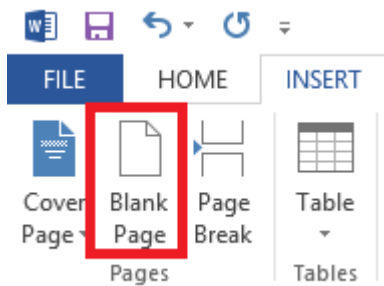 W
FILE HOME INSERT
Cover Blank Page Table
Page Page Break
Pages Tables